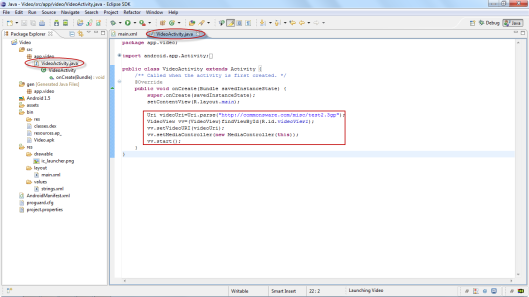 Java - Video/src/app/video/VideoActivity.java - Eclipse SDK
File Edit Run Source Navigate Search Project Refactor Window Help
Debug Java
Package Explorer
main.xml
VideoActivity.java
Video
src
app.video
VideoActivity.java
VideoActivity
onCreate(Bundle) : void
gen [Generated Java Files]
app.video
Android 1.5
assets
bin
res
classes.dex
resources.ap_
Video.apk
res
drawable
ic_launcher.png
layout
main.xml
values
strings.xml
AndroidManifest.xml
proguard.cfg
project.properties
package app.video;
import android.app.Activity;
public class VideoActivity extends Activity {
/** Called when the activity is first created. */
@Override
public void onCreate(Bundle savedInstanceState) {
super.onCreate(savedInstanceState);
setContentView(R.layout.main);
Uri videoUri=Uri.parse("http://commonsware.com/misc/test2.3gp");
VideoView vv=(VideoView)findViewById(R.id.videoView1);
vv.setVideoURI(videoUri);
vv.setMediaController(new MediaController(this));
vv.start();
}
}
Writable
Smart Insert
22 : 2
Launching Video